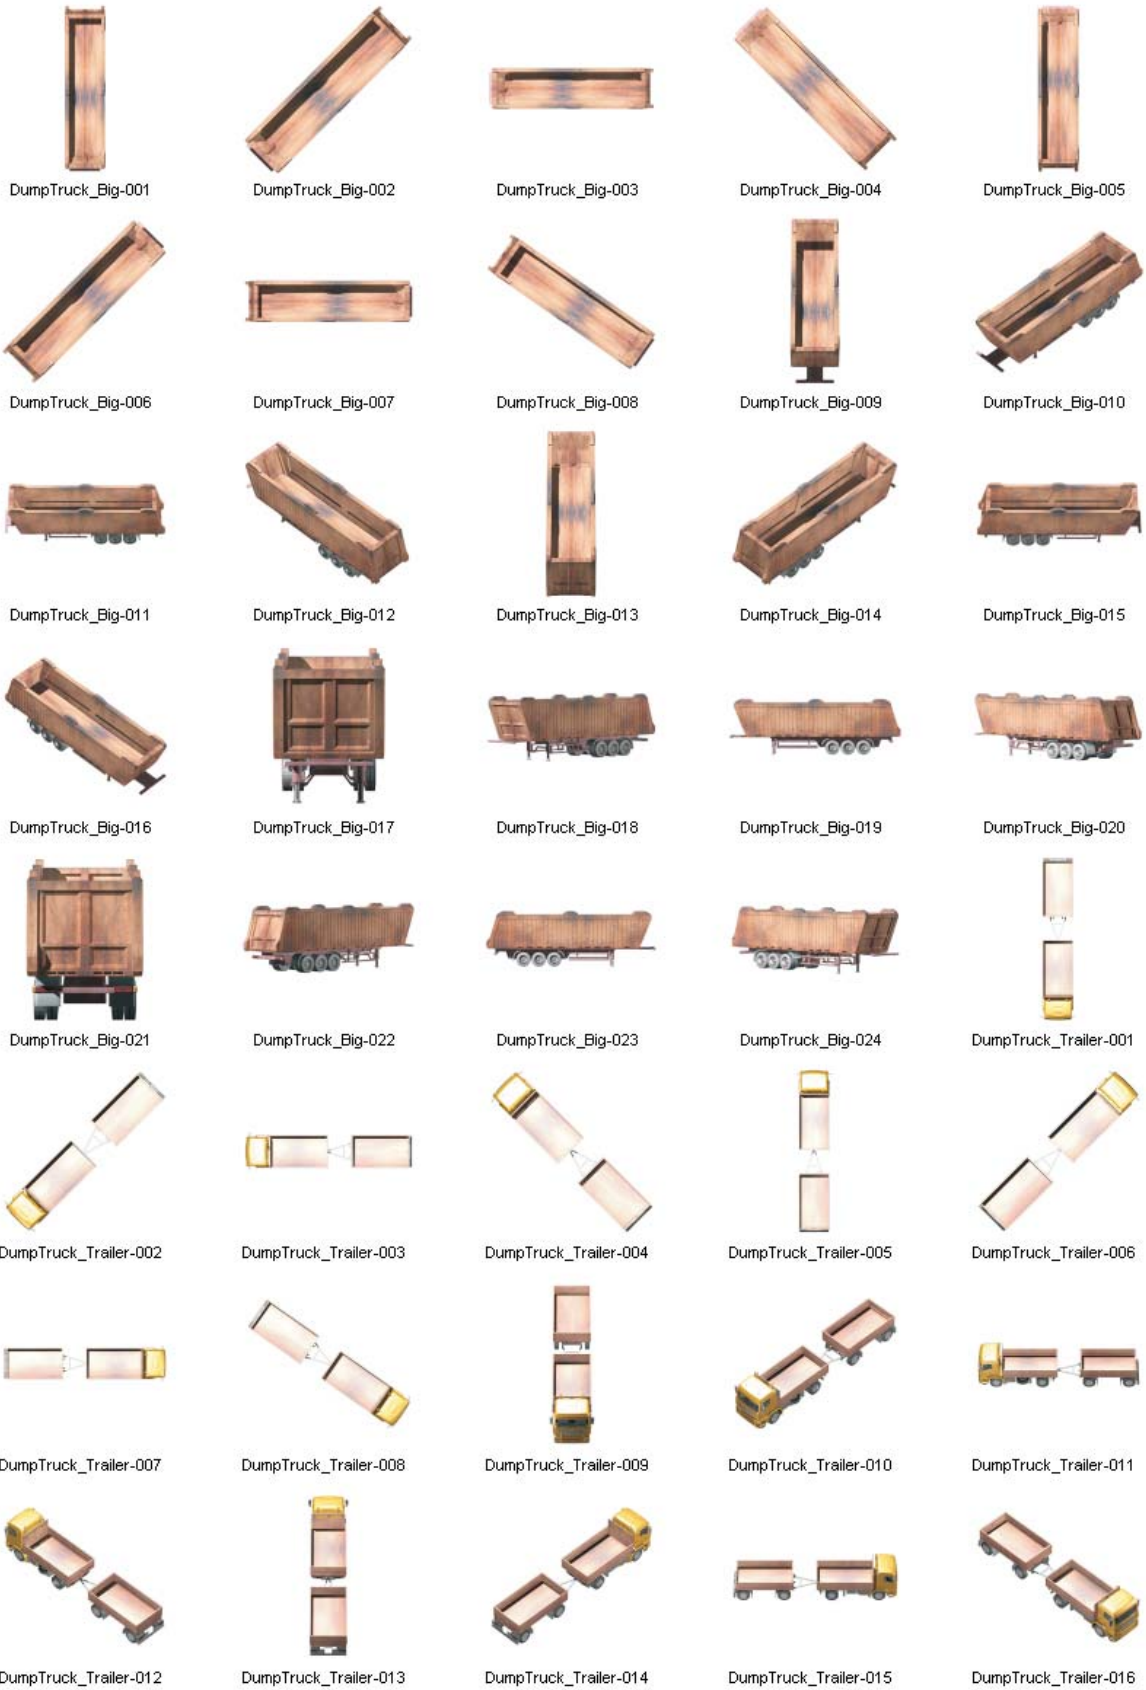 DumpTruck_Big-001 DumpTruck_Big-002 DumpTruck_Big-003 DumpTruck_Big-004 DumpTruck_Big-005
DumpTruck_Big-006 DumpTruck_Big-007 DumpTruck_Big-008 DumpTruck_Big-009 DumpTruck_Big-010
DumpTruck_Big-011 DumpTruck_Big-012 DumpTruck_Big-013 DumpTruck_Big-014 DumpTruck_Big-015
DumpTruck_Big-016 DumpTruck_Big-017 DumpTruck_Big-018 DumpTruck_Big-019 DumpTruck_Big-020
DumpTruck_Big-021 DumpTruck_Big-022 DumpTruck_Big-023 DumpTruck_Big-024 DumpTruck_Trailer-001
DumpTruck_Trailer-002 DumpTruck_Trailer-003 DumpTruck_Trailer-004 DumpTruck_Trailer-005 DumpTruck_Trailer-006
DumpTruck_Trailer-007 DumpTruck_Trailer-008 DumpTruck_Trailer-009 DumpTruck_Trailer-010 DumpTruck_Trailer-011
DumpTruck_Trailer-012 DumpTruck_Trailer-013 DumpTruck_Trailer-014 DumpTruck_Trailer-015 DumpTruck_Trailer-016